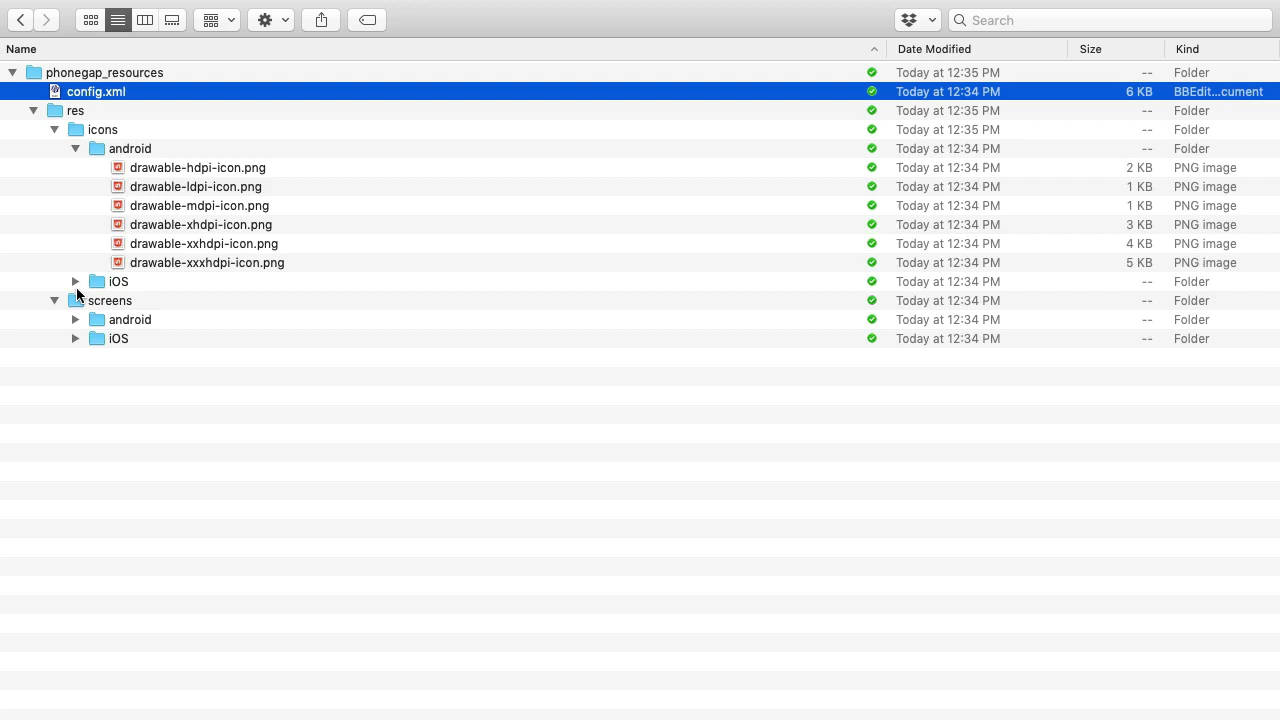 Search
Name Date Modified Size Kind
phonegap_resources Today at 12:35 PM -- Folder
config.xml Today at 12:34 PM 6 KB BBEdit...cument
res Today at 12:35 PM -- Folder
icons Today at 12:35 PM -- Folder
android Today at 12:34 PM -- Folder
drawable-hdpi-icon.png Today at 12:34 PM 2 KB PNG image
drawable-ldpi-icon.png Today at 12:34 PM 1 KB PNG image
drawable-mdpi-icon.png Today at 12:34 PM 1 KB PNG image
drawable-xhdpi-icon.png Today at 12:34 PM 3 KB PNG image
drawable-xxhdpi-icon.png Today at 12:34 PM 4 KB PNG image
drawable-xxxhdpi-icon.png Today at 12:34 PM 5 KB PNG image
iOS Today at 12:34 PM -- Folder
screens Today at 12:34 PM -- Folder
android Today at 12:34 PM -- Folder
iOS Today at 12:34 PM -- Folder